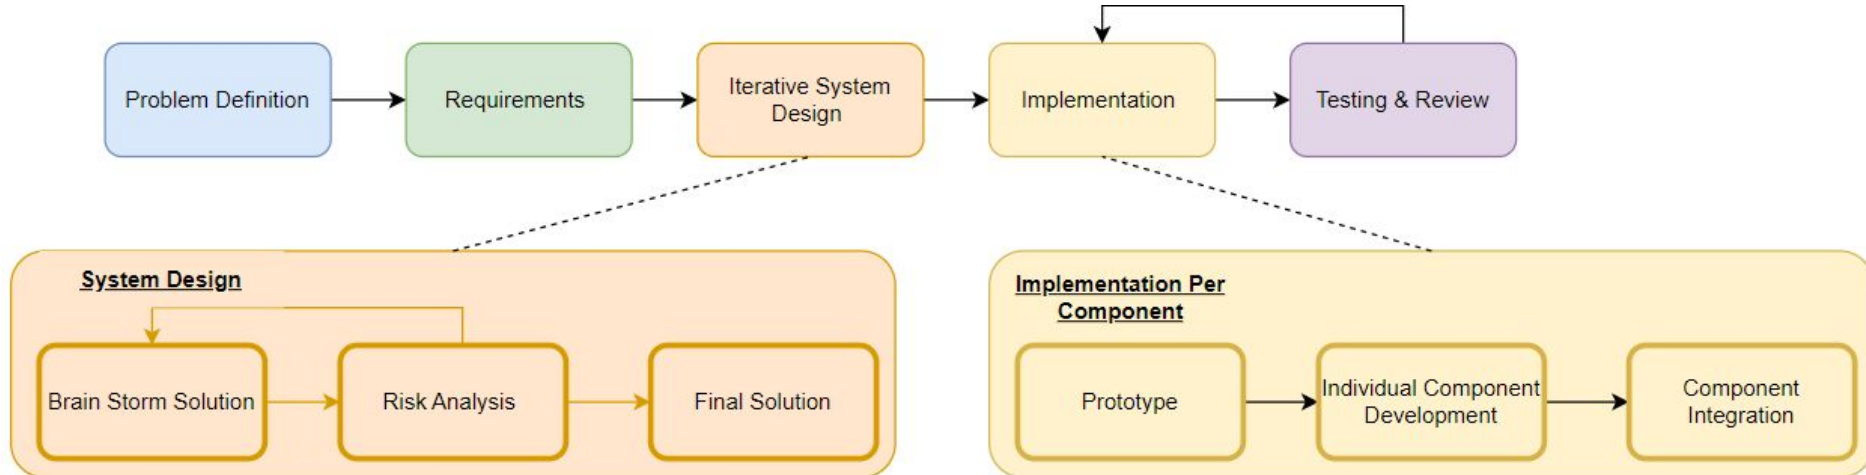 Problem Definition
Requirements
Iterative System
Design
Implementation
Testing & Review
System Design
Brain Storm Solution
Risk Analysis
Final Solution
Implementation Per
Component
Prototype
Individual Component
Development
Component
Integration